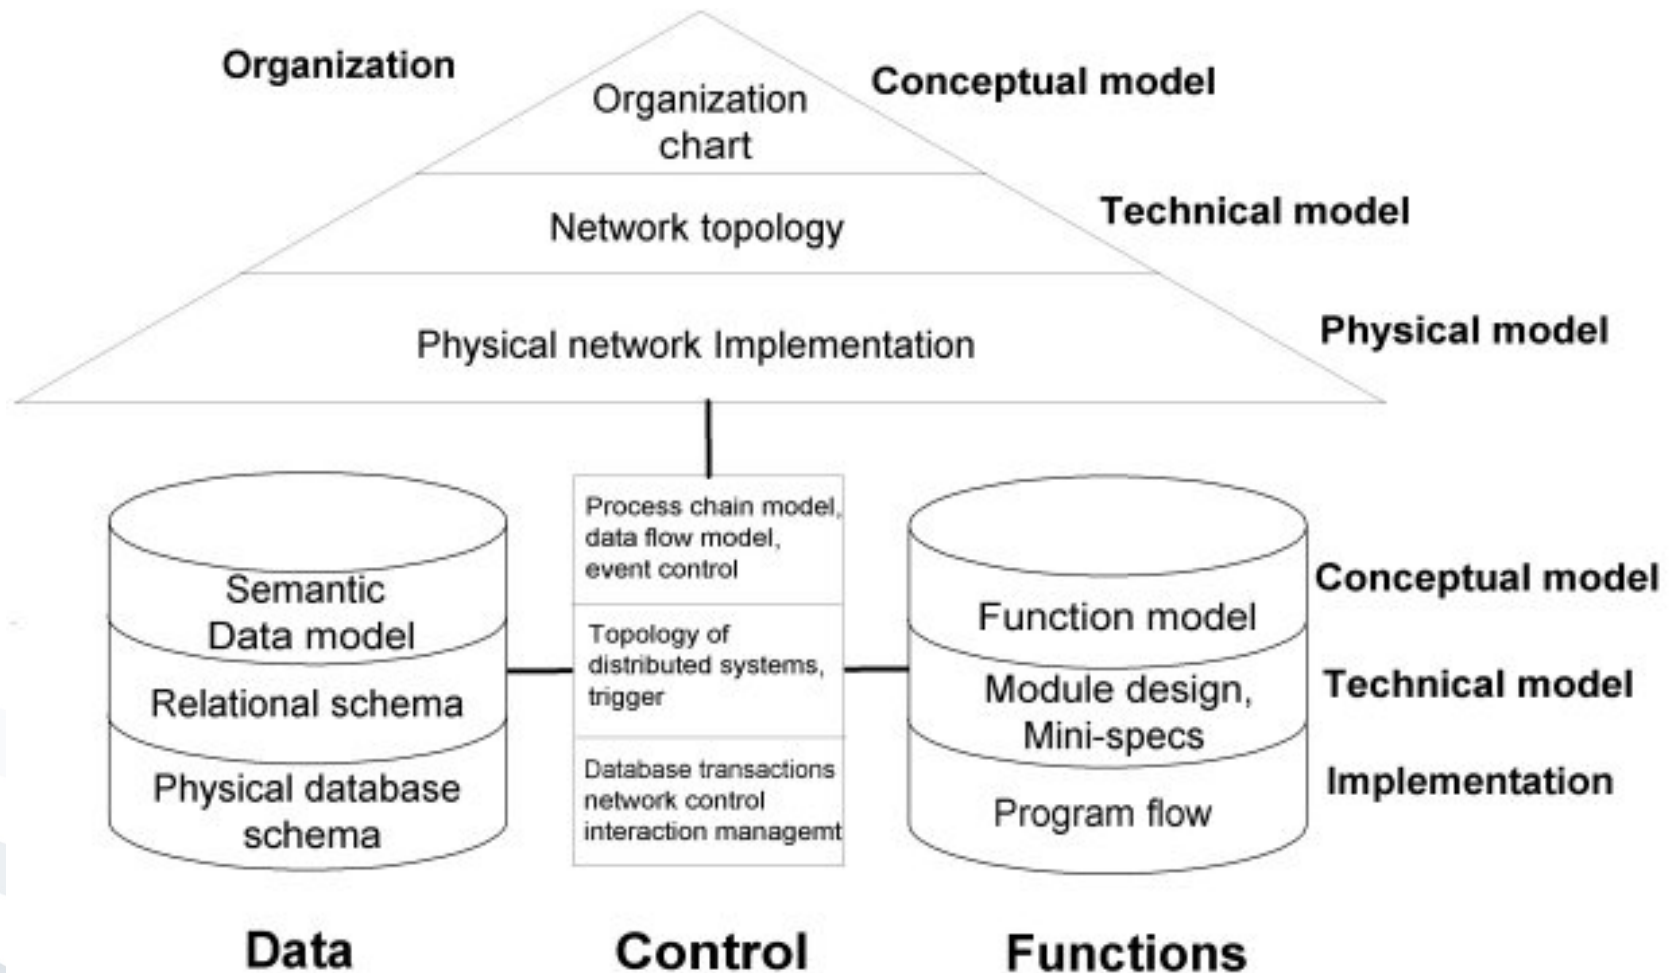 Organization
Conceptual model
Organization
chart
Technical model
Network topology
Physical model
Physical network Implementation
Semantic
Data model
Relational schema
Physical database
schema
Process chain model,
data flow model,
event control
Topology of
distributed systems,
trigger
Database transactions
network control
interaction managemt
Function model
Module design,
Mini-specs
Program flow
Conceptual model
Technical model
Implementation
Data
Control
Functions